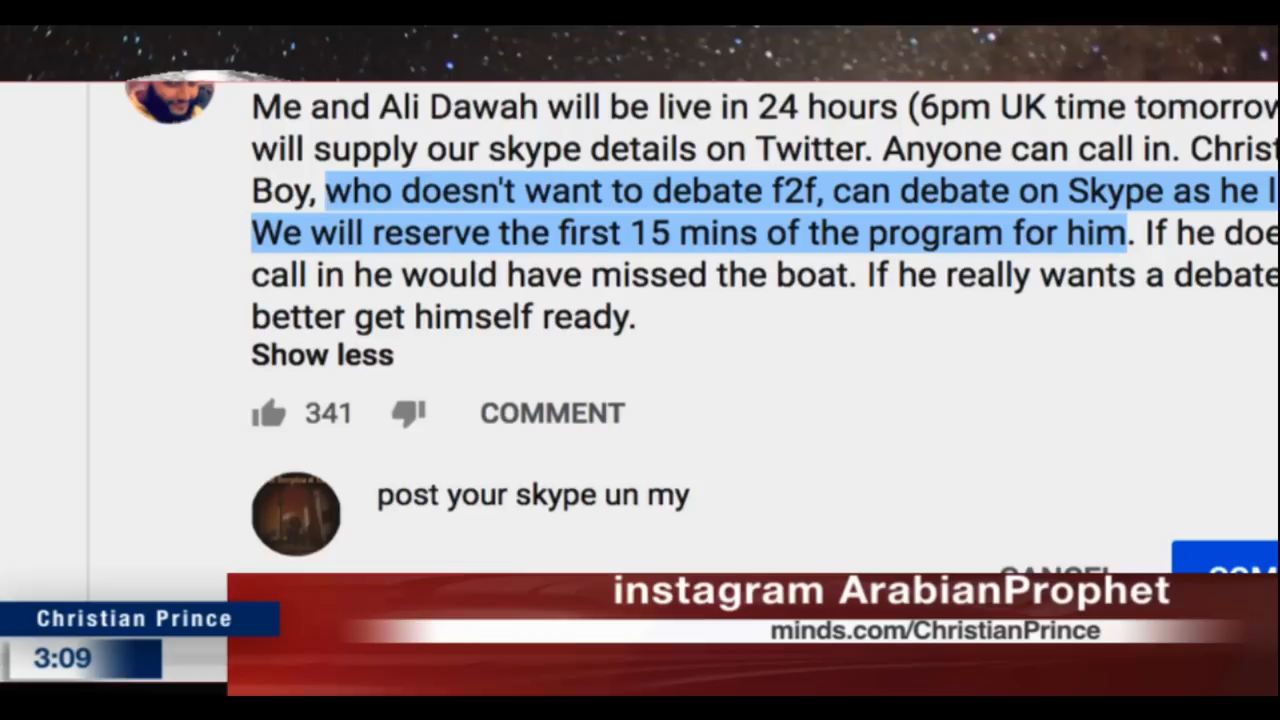 Me and Ali Dawah will be live in 24 hours (6pm UK time tomorrow
will supply our skype details on Twitter. Anyone can call in. Christ
Boy, who doesn't want to debate f2f, can debate on Skype as he l
We will reserve the first 15 mins of the program for him. If he doe
call in he would have missed the boat. If he really wants a debate
better get himself ready.
Show less
341 COMMENT
post your skype un my
instagram ArabianProphet
Christian Prince
minds.com/ChristianPrince
3:09